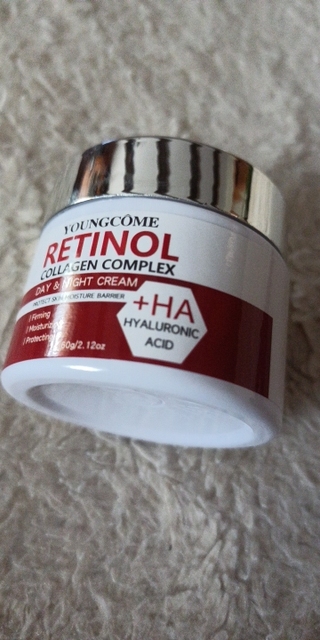 YOUNGCOME
RETINOL
COLLAGEN COMPLEX
DAY & NIGHT CREAM
PROTECT SKIN MOISTURE BARRIER
+HA
HYALURONIC
ACID
Firming
Moisturizing
Protecting
60g/2.12oz